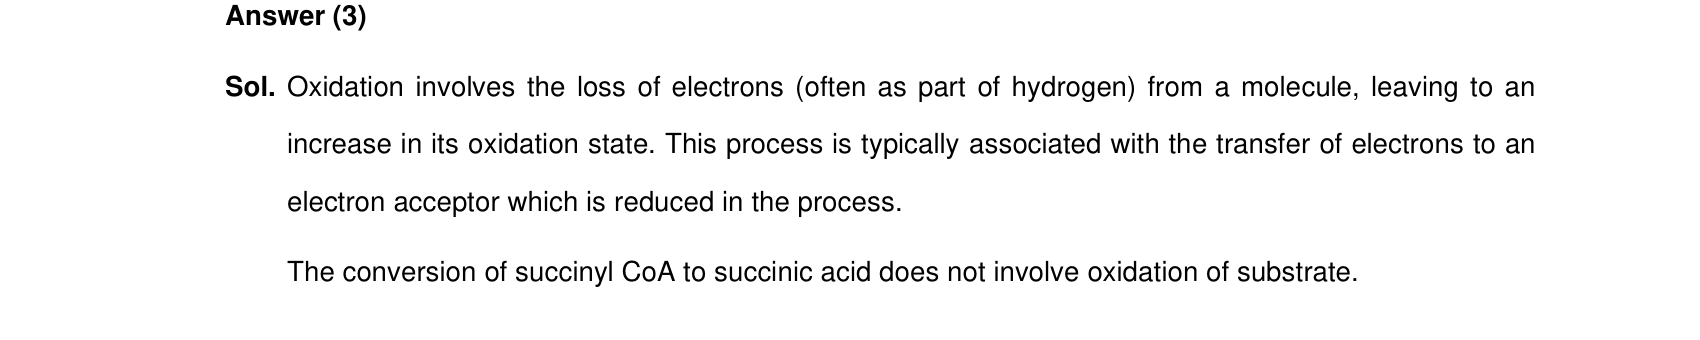 Answer (3)
Sol. Oxidation involves the loss of electrons (often as part of hydrogen) from a molecule, leaving to an
increase in its oxidation state. This process is typically associated with the transfer of electrons to an
electron acceptor which is reduced in the process.
The conversion of succinyl CoA to succinic acid does not involve oxidation of substrate.